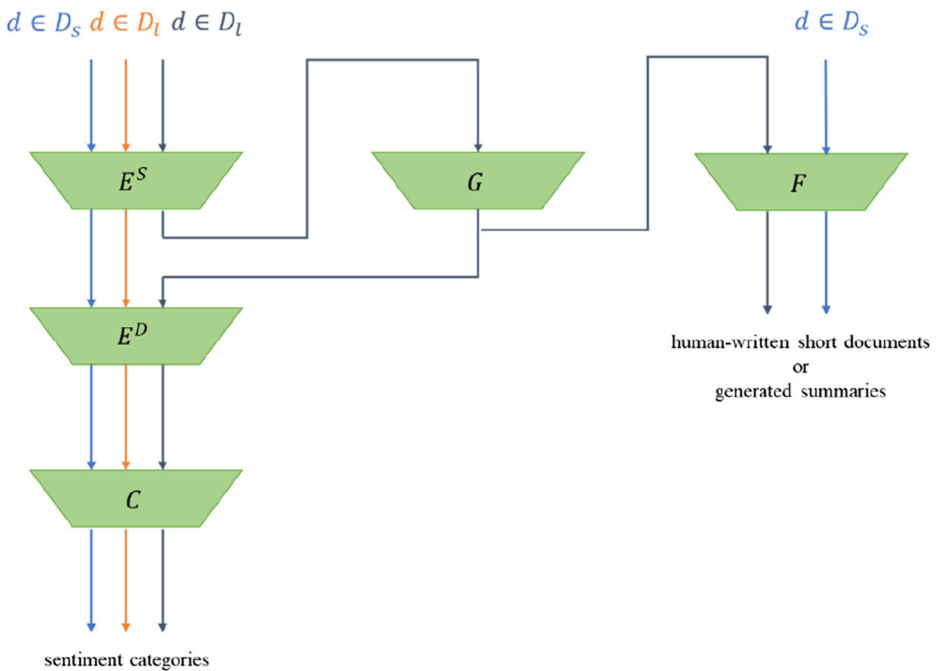 d ∈ D_s d ∈ D_l d ∈ D_l
d ∈ D_s
E^S
G
F
E^D
human-written short documents
or
generated summaries
C
sentiment categories